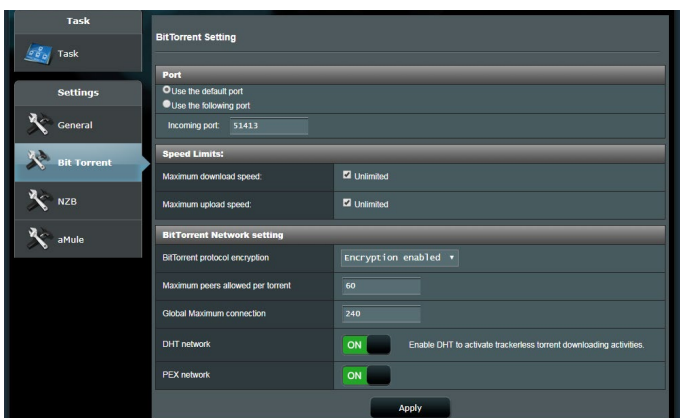 Task
Task
Settings
General
Bit Torrent
NZB
aMule
BitTorrent Setting
Port
Use the default port
Use the following port
Incoming port: 51413
Speed Limits:
Maximum download speed: Unlimited
Maximum upload speed: Unlimited
BitTorrent Network setting
BitTorrent protocol encryption Encryption enabled
Maximum peers allowed per torrent 60
Global Maximum connection 240
DHT network ON Enable DHT to activate trackerless torrent downloading activities.
PEX network ON
Apply